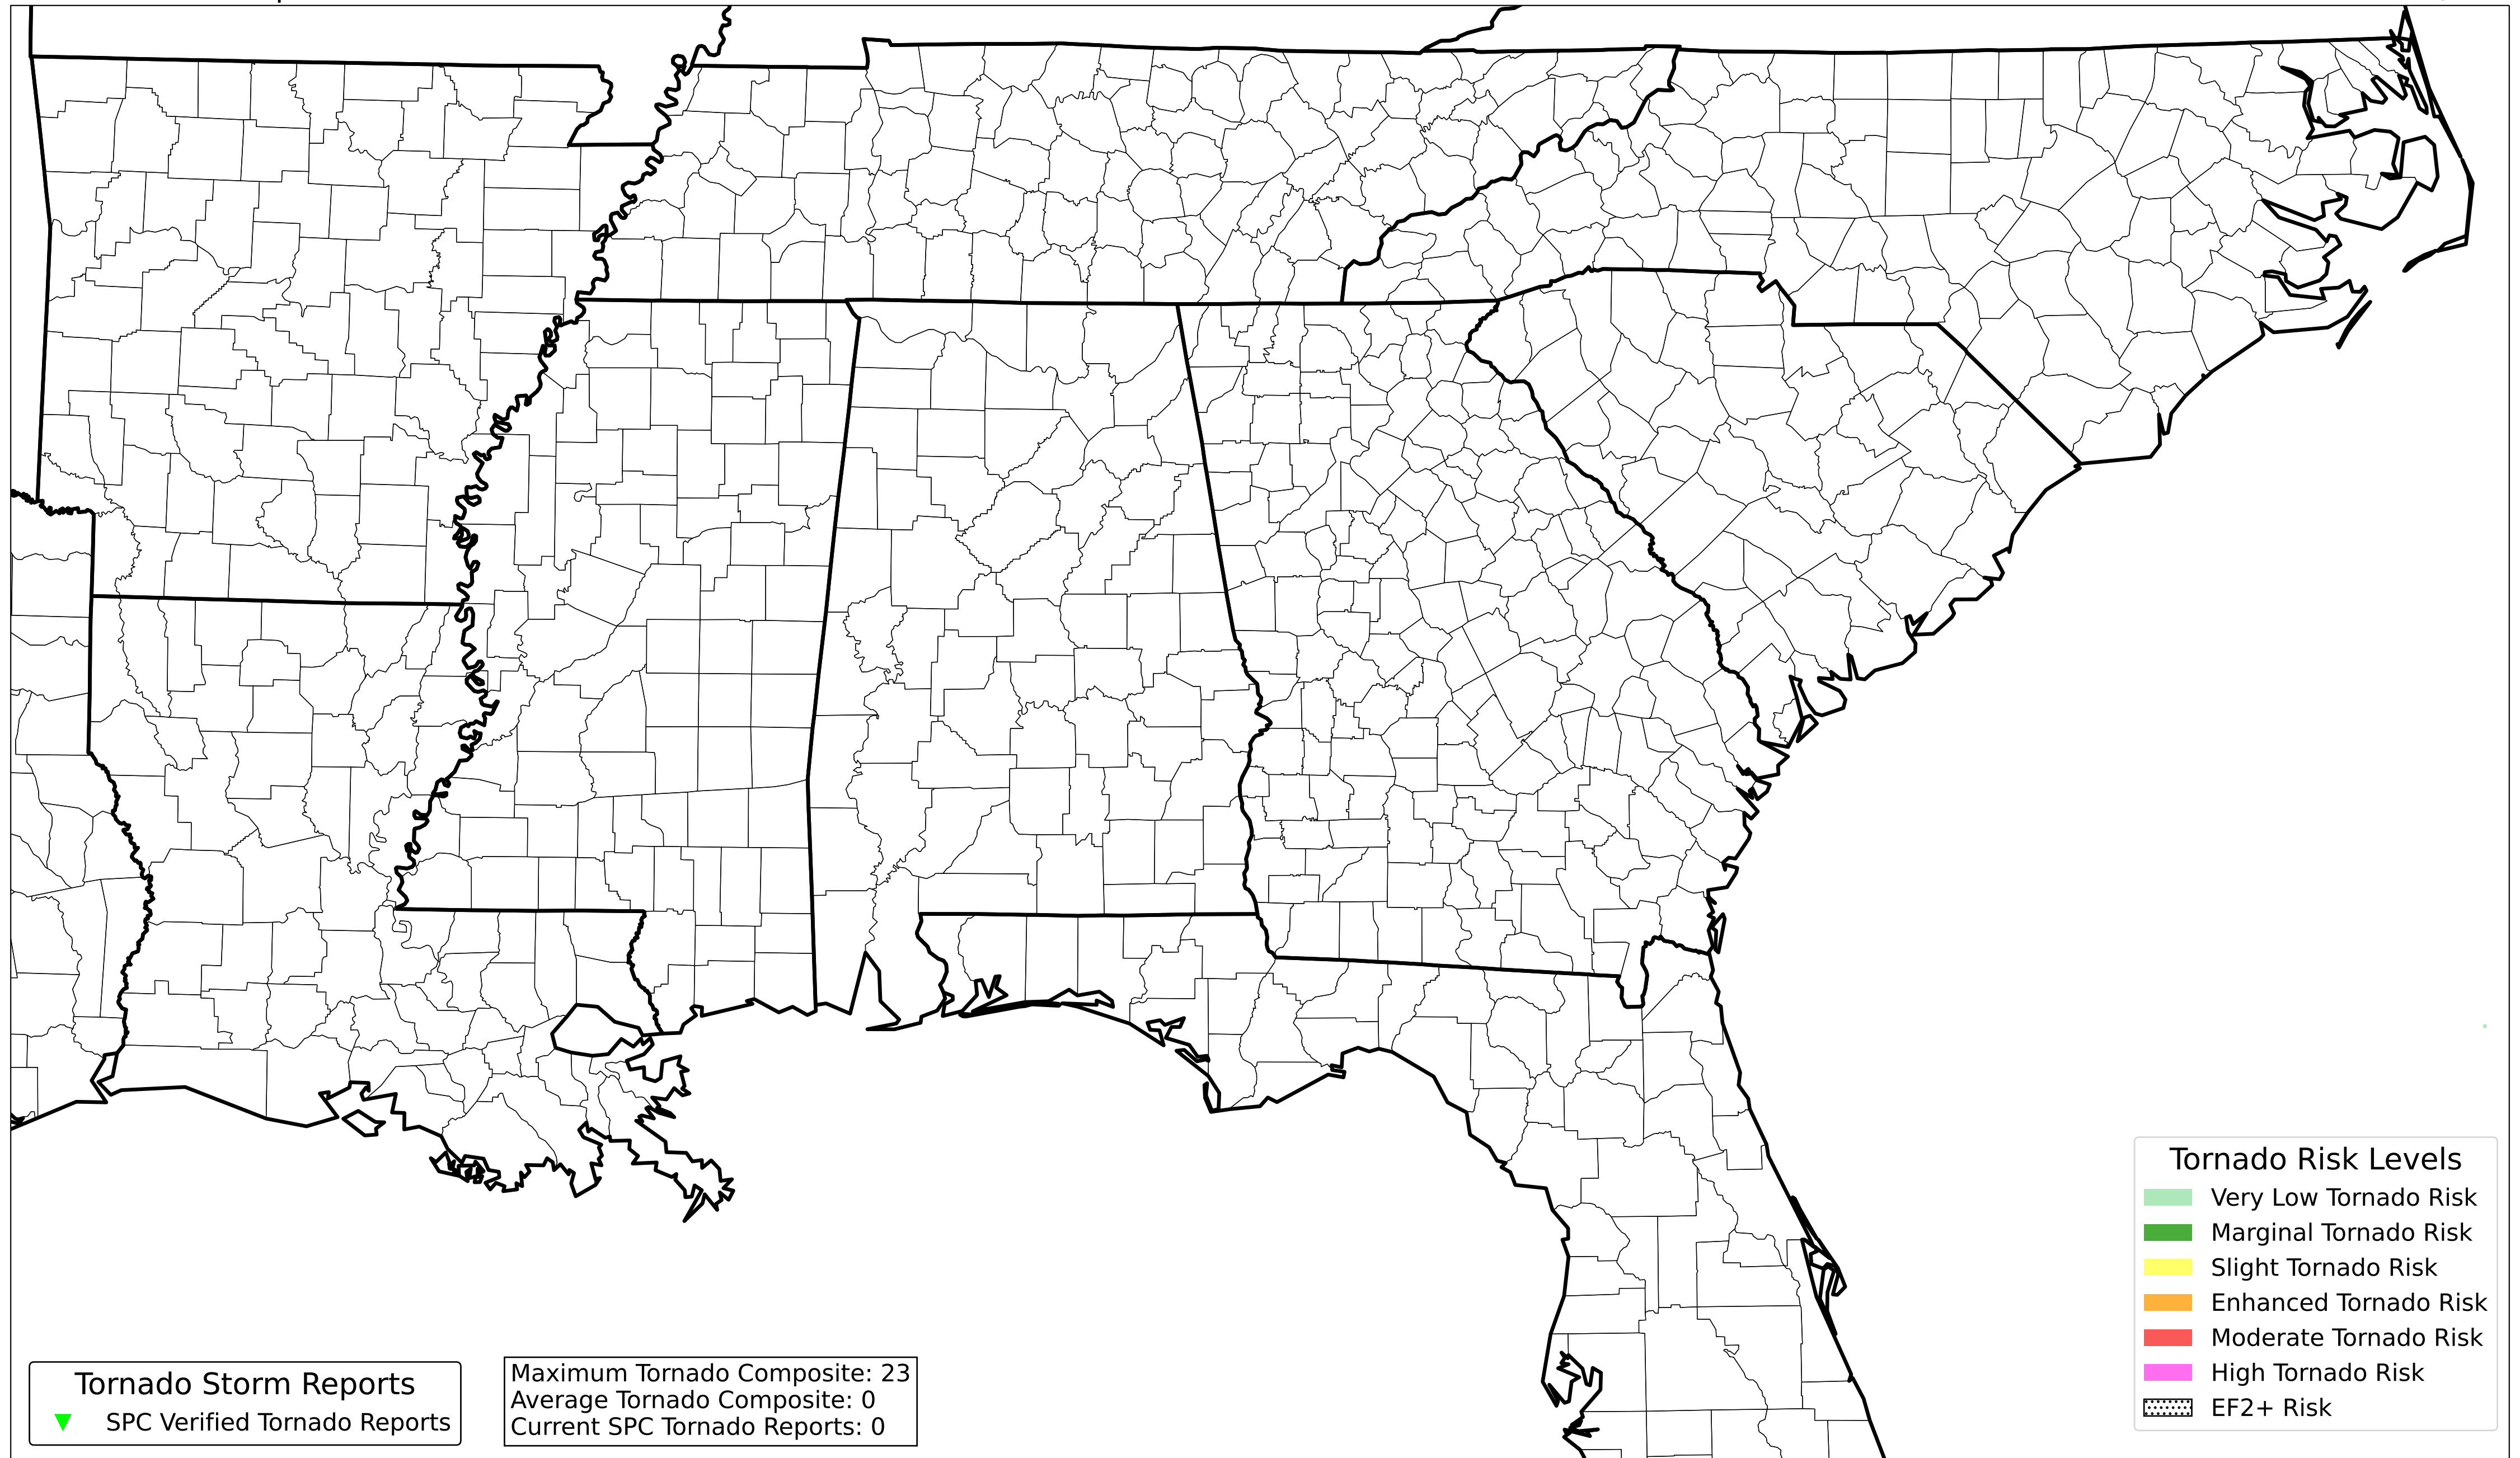 Tornado Risk Levels
Very Low Tornado Risk
Marginal Tornado Risk
Slight Tornado Risk
Enhanced Tornado Risk
Moderate Tornado Risk
High Tornado Risk
EF2+ Risk
Tornado Storm Reports
SPC Verified Tornado Reports
Maximum Tornado Composite: 23
Average Tornado Composite: 0
Current SPC Tornado Reports: 0